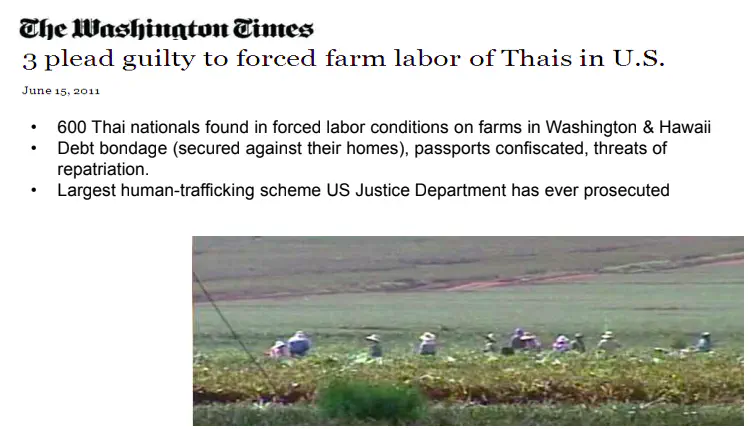 The Washington Times
3 plead guilty to forced farm labor of Thais in U.S.
June 15, 2011
• 600 Thai nationals found in forced labor conditions on farms in Washington & Hawaii
• Debt bondage (secured against their homes), passports confiscated, threats of
repatriation.
• Largest human-trafficking scheme US Justice Department has ever prosecuted